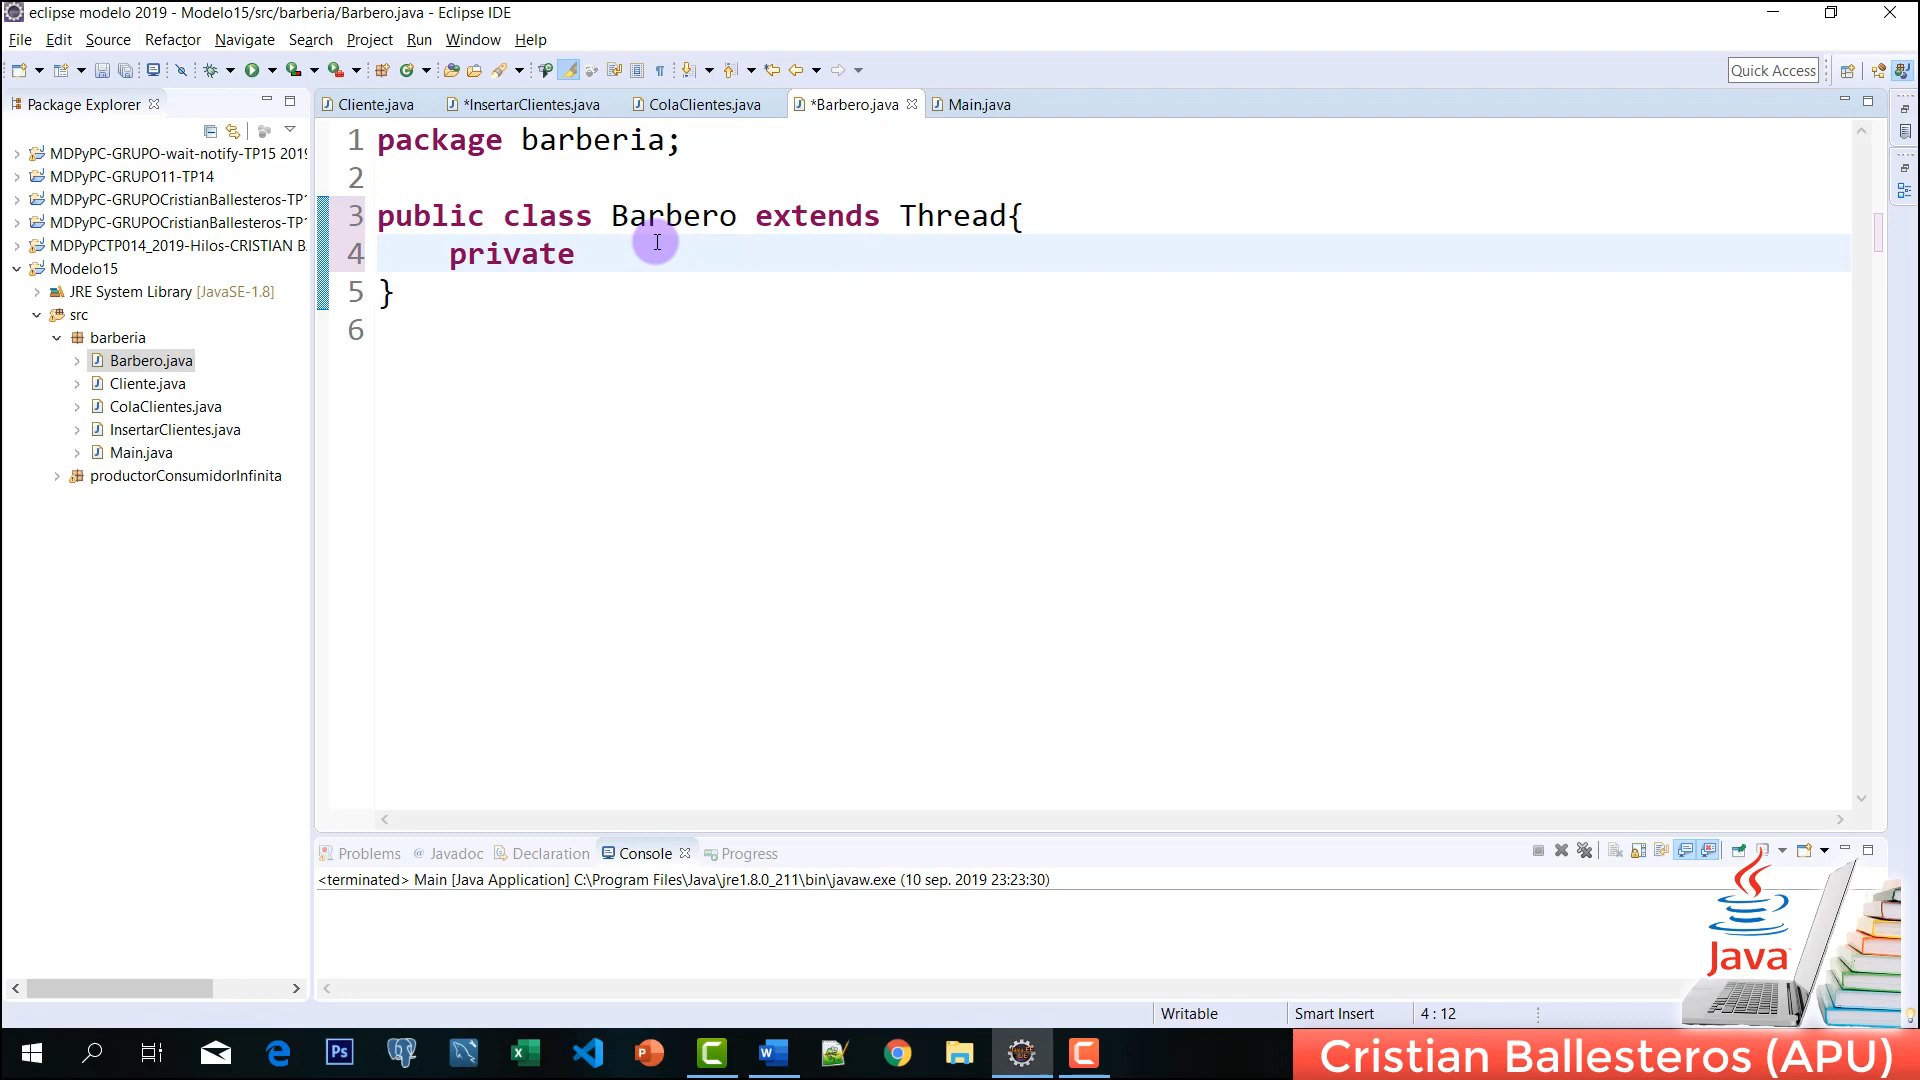 eclipse modelo 2019 - Modelo15/src/barberia/Barbero.java - Eclipse IDE
File Edit Source Refactor Navigate Search Project Run Window Help
Quick Access
Package Explorer
Cliente.java *InsertarClientes.java ColaClientes.java *Barbero.java Main.java
MDPyPC-GRUPO-wait-notify-TP15 2019
MDPyPC-GRUPO11-TP14
MDPyPC-GRUPOCristianBallesteros-TP1
MDPyPC-GRUPOCristianBallesteros-TP1
MDPyPCTP014_2019-Hilos-CRISTIAN B
Modelo15
JRE System Library [JavaSE-1.8]
src
barberia
Barbero.java
Cliente.java
ColaClientes.java
InsertarClientes.java
Main.java
productorConsumidorInfinita
1 package barberia;
2
3 public class Barbero extends Thread{
4 private
5 }
6
Problems @ Javadoc Declaration Console Progress
<terminated> Main [Java Application] C:\Program Files\Java\jre1.8.0_211\bin\javaw.exe (10 sep. 2019 23:23:30)
Java
Writable Smart Insert 4 : 12
Cristian Ballesteros (APU)